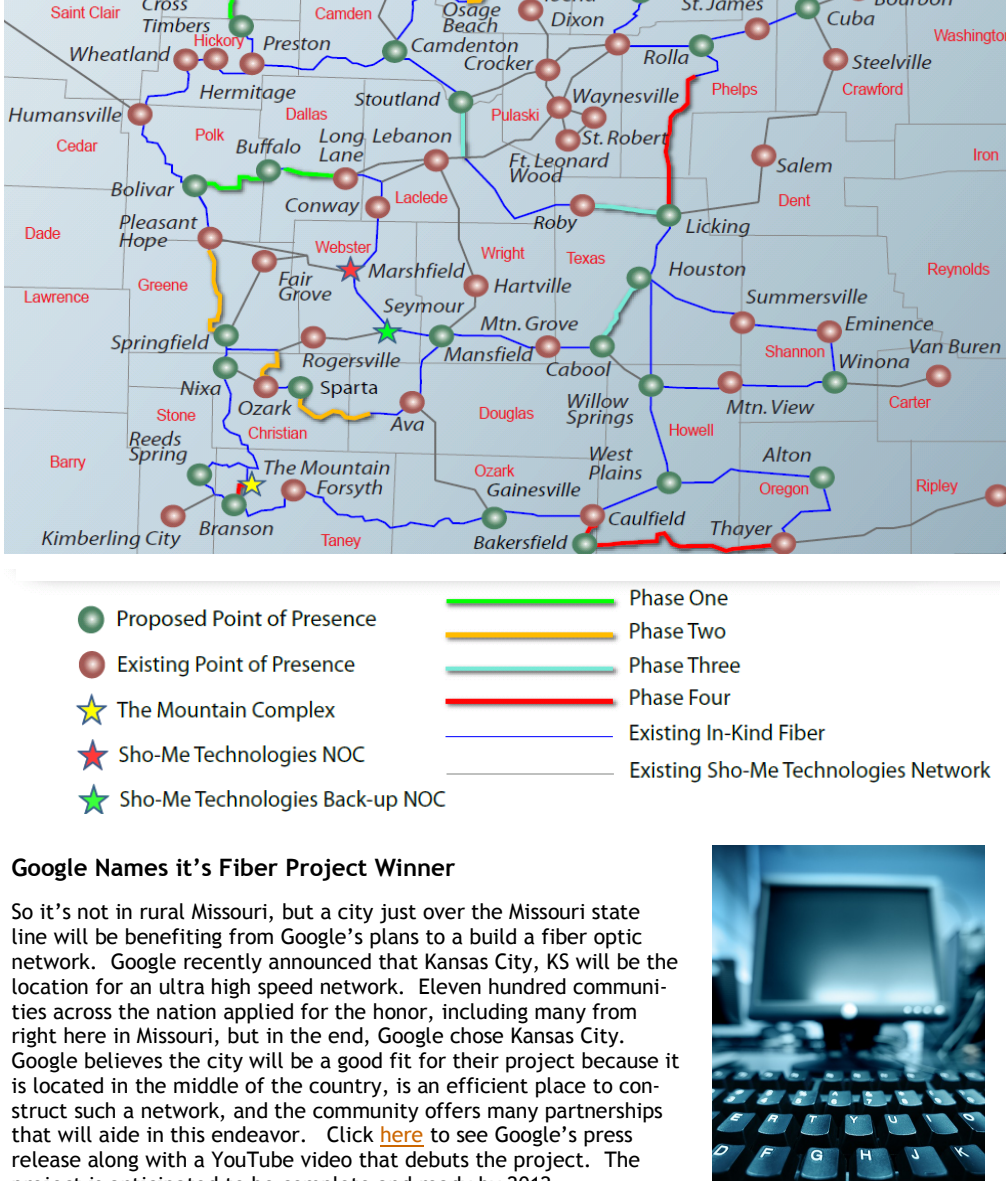 Saint Clair
Cross
Timbers
Camden
Osage
Beach
Dixon
St. James
Bourbon
Cuba
Washington
Wheatland
Hickory
Preston
Camdenton
Crocker
Rolla
Steelville
Hermitage
Stoutland
Waynesville
Phelps
Crawford
Humansville
Dallas
Pulaski
Polk
Long
Lane
Lebanon
St. Robert
Cedar
Buffalo
Ft. Leonard
Wood
Salem
Iron
Bolivar
Conway
Laclede
Roby
Licking
Dent
Pleasant
Hope
Dade
Webster
Wright
Texas
Marshfield
Houston
Reynolds
Greene
Fair
Grove
Hartville
Lawrence
Seymour
Summersville
Springfield
Rogersville
Mansfield
Mtn. Grove
Eminence
Cabool
Shannon
Winona
Van Buren
Nixa
Sparta
Ozark
Ava
Douglas
Willow
Springs
Mtn. View
Carter
Stone
Christian
Howell
Reeds
Spring
Barry
The Mountain
Forsyth
Ozark
Gainesville
West
Plains
Alton
Oregon
Ripley
Branson
Kimberling City
Taney
Caulfield
Bakersfield
Thayer
Proposed Point of Presence
Existing Point of Presence
The Mountain Complex
Sho-Me Technologies NOC
Sho-Me Technologies Back-up NOC
Phase One
Phase Two
Phase Three
Phase Four
Existing In-Kind Fiber
Existing Sho-Me Technologies Network
Google Names it's Fiber Project Winner
So it's not in rural Missouri, but a city just over the Missouri state
line will be benefiting from Google's plans to a build a fiber optic
network. Google recently announced that Kansas City, KS will be the
location for an ultra high speed network. Eleven hundred communi-
ties across the nation applied for the honor, including many from
right here in Missouri, but in the end, Google chose Kansas City.
Google believes the city will be a good fit for their project because it
is located in the middle of the country, is an efficient place to con-
struct such a network, and the community offers many partnerships
that will aide in this endeavor. Click here to see Google's press
release along with a YouTube video that debuts the project. The
project is anticipated to be complete and ready by 2012.
E R T Y U I O
D F G H J K